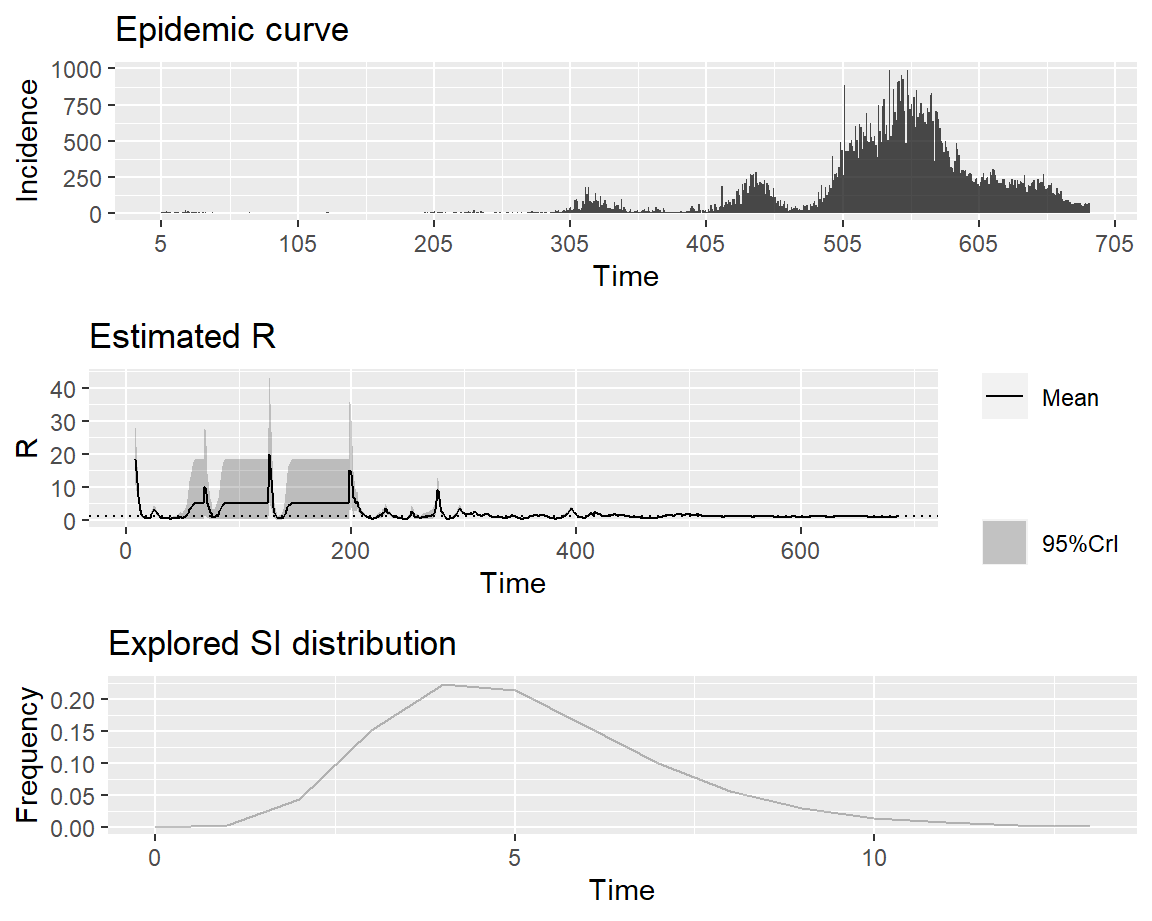 Epidemic curve
1000
750
500
250
0
Incidence
5 105 205 305 405 505 605 705
Time
Estimated R
40
30
20
10
0
R
0 200 400 600
Time
Mean
95%CrI
Explored SI distribution
0.20
0.15
0.10
0.05
0.00
Frequency
0 5 10
Time